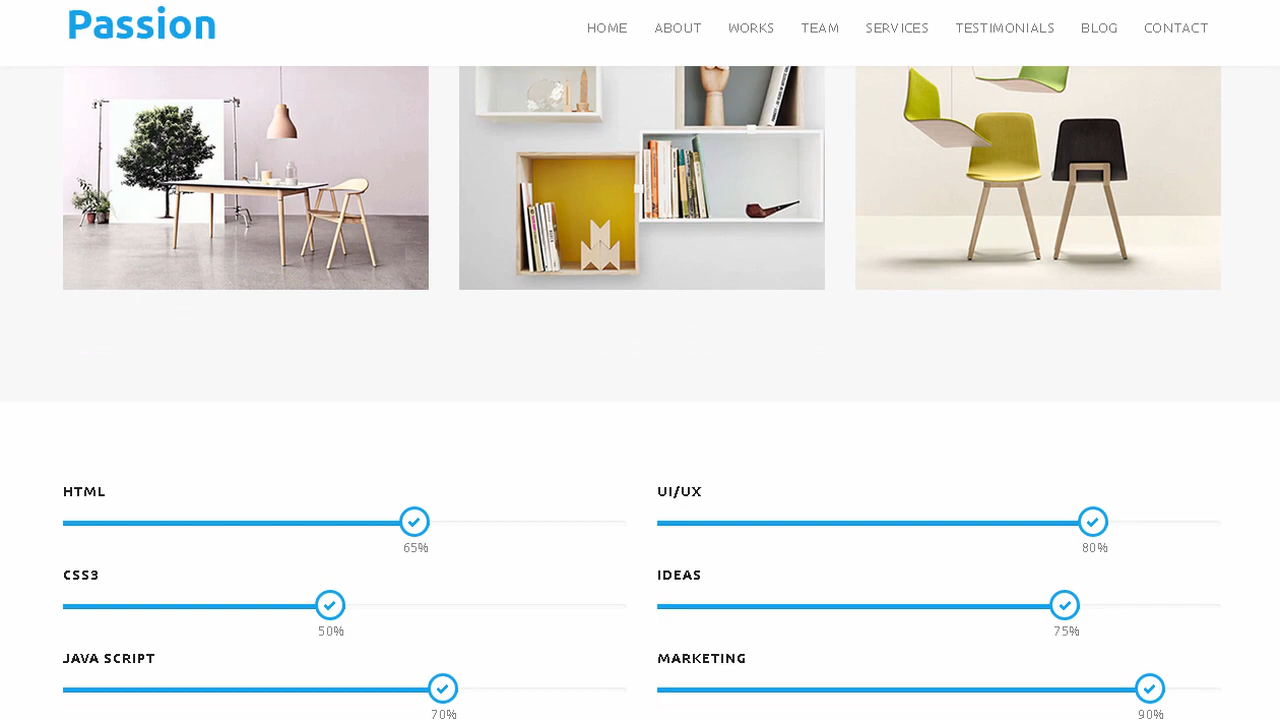 Passion
HOME ABOUT WORKS TEAM SERVICES TESTIMONIALS BLOG CONTACT
HTML
65%
UI/UX
80%
CSS3
50%
IDEAS
75%
JAVA SCRIPT
70%
MARKETING
90%